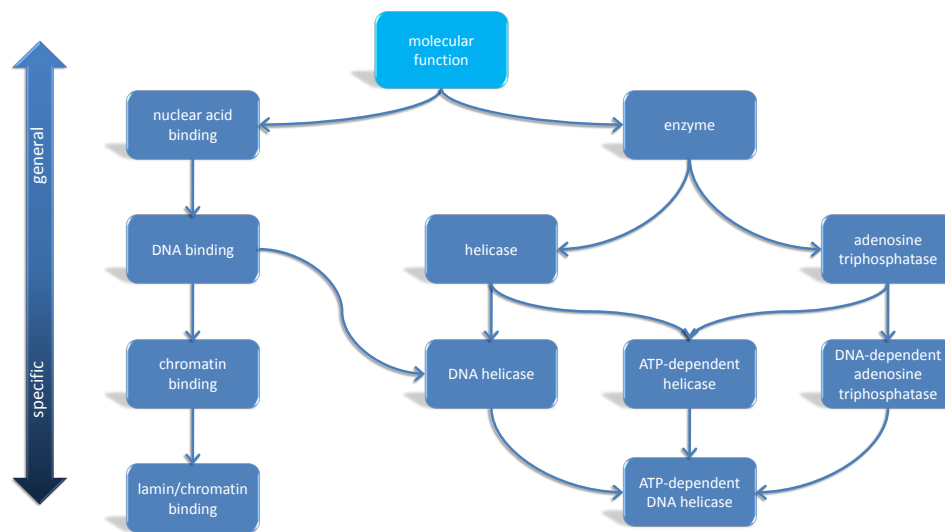 molecular
function
nuclear acid
binding
enzyme
general
DNA binding
helicase
adenosine
triphosphatase
specific
chromatin
binding
DNA helicase
ATP-dependent
helicase
DNA-dependent
adenosine
triphosphatase
lamin/chromatin
binding
ATP-dependent
DNA helicase